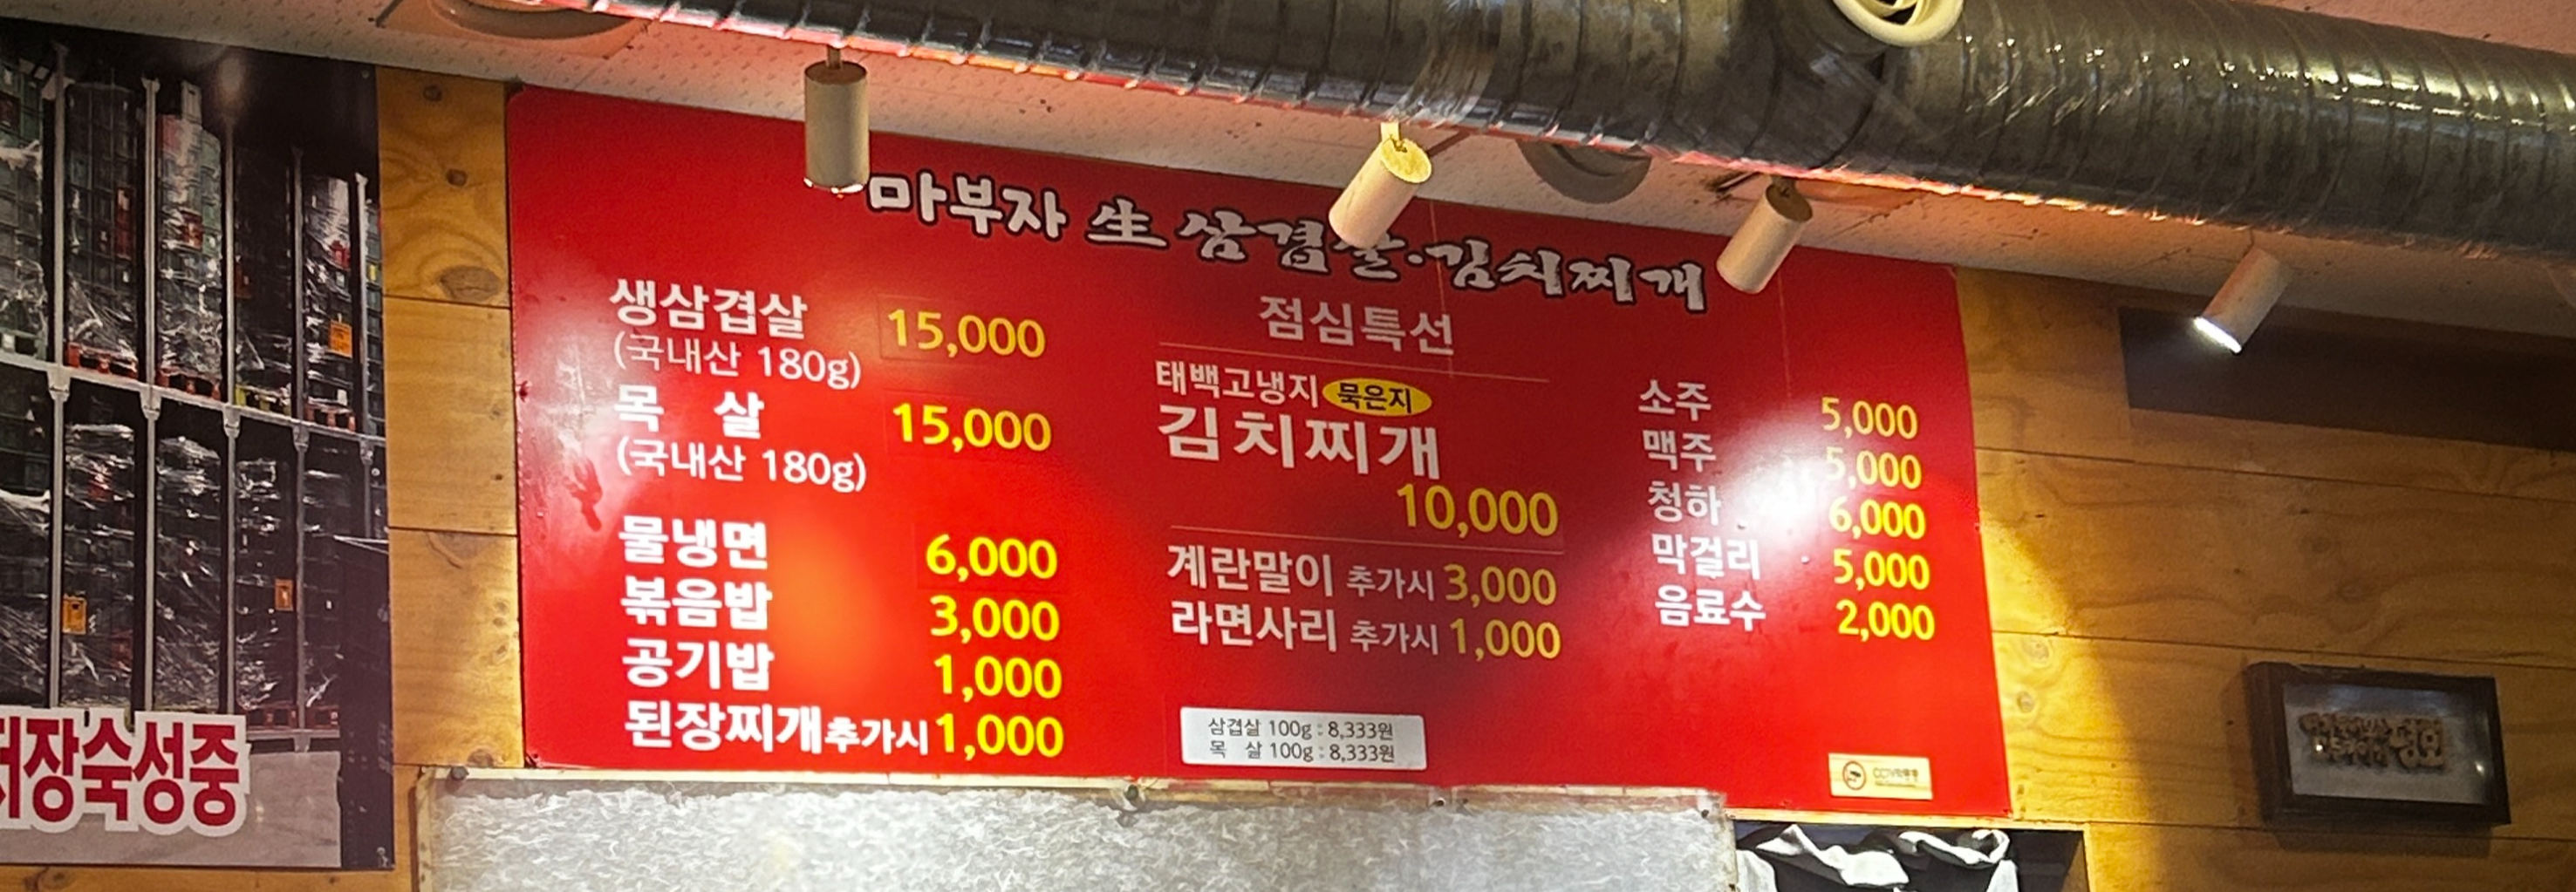 마부자 生 삼겹살·김치찌개
생삼겹살 15,000
(국내산 180g)
목 살 15,000
(국내산 180g)
물냉면 6,000
볶음밥 3,000
공기밥 1,000
된장찌개추가시 1,000
점심특선
태백고냉지 묵은지
김치찌개
10,000
계란말이 추가시 3,000
라면사리 추가시 1,000
삼겹살 100g : 8,333원
목 살 100g : 8,333원
소주 5,000
맥주 5,000
청하 6,000
막걸리 5,000
음료수 2,000
저장숙성중